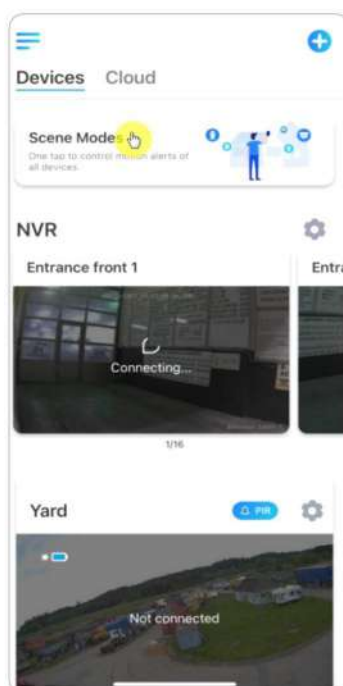 Devices Cloud
Scene Modes
One tap to control motion alerts of
all devices.
NVR
Entrance front 1
Entra
Connecting...
1/16
Yard
PIR
Not connected